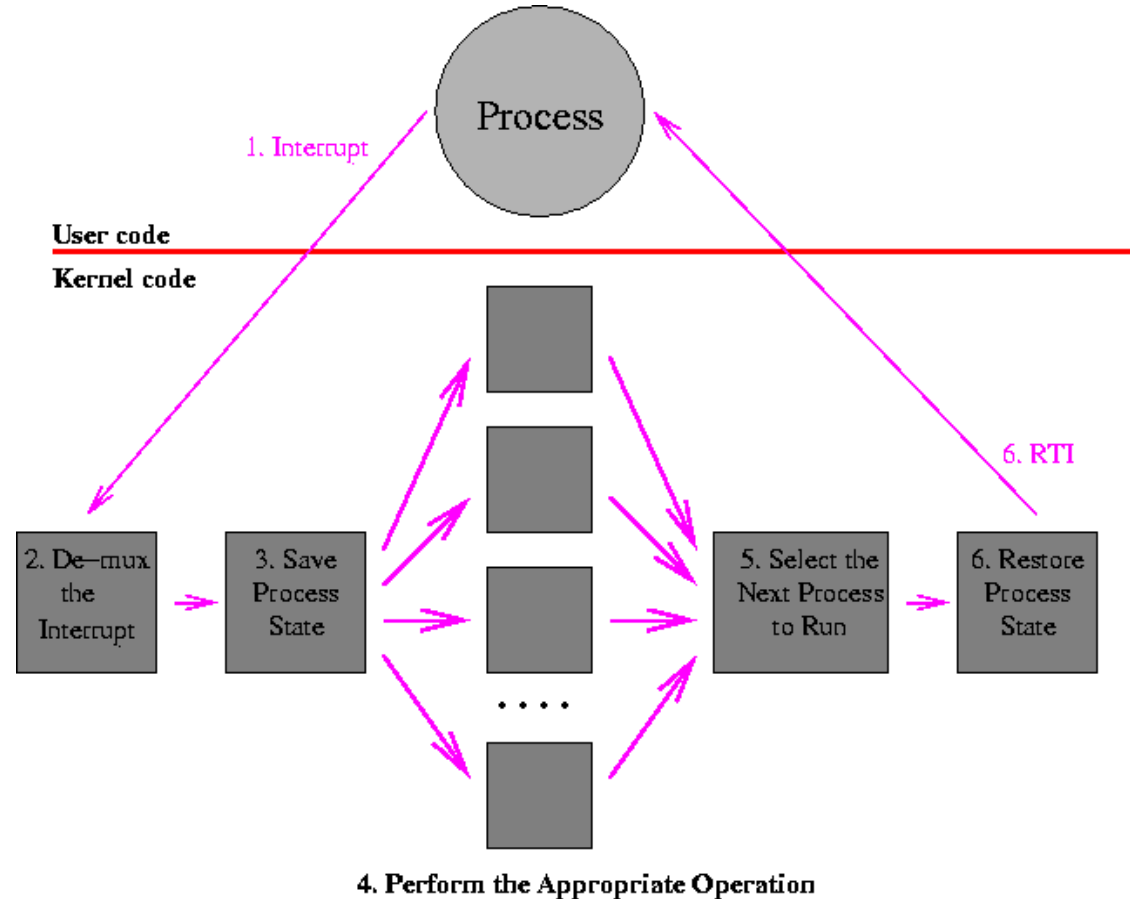 Process
1. Interrupt
User code
Kernel code
6. RTI
2. De-mux
the
Interrupt
3. Save
Process
State
5. Select the
Next Process
to Run
6. Restore
Process
State
. . . .
4. Perform the Appropriate Operation